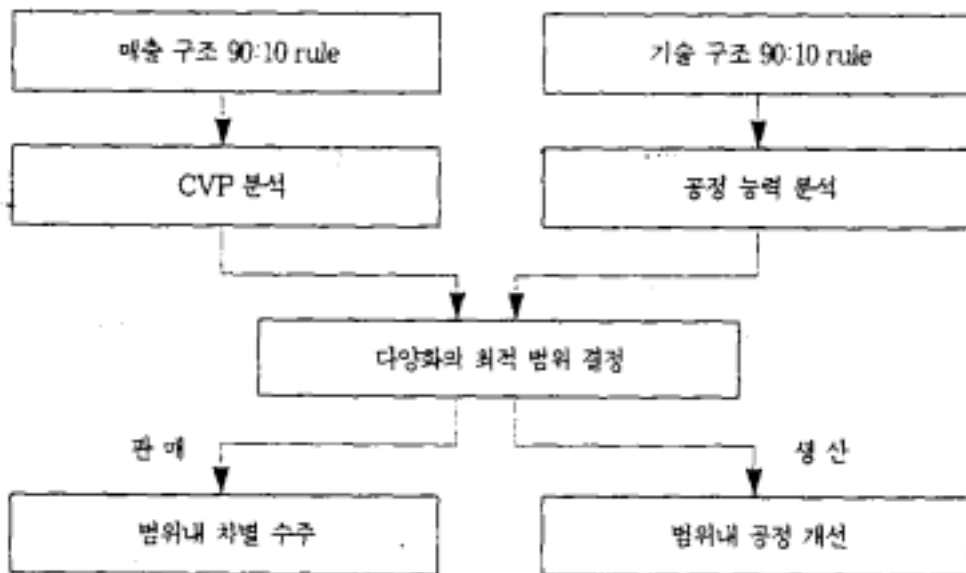 매출 구조 90:10 rule
기술 구조 90:10 rule
CVP 분석
공정 능력 분석
다양화의 최적 범위 결정
판 매
생 산
범위내 차별 수주
범위내 공정 개선